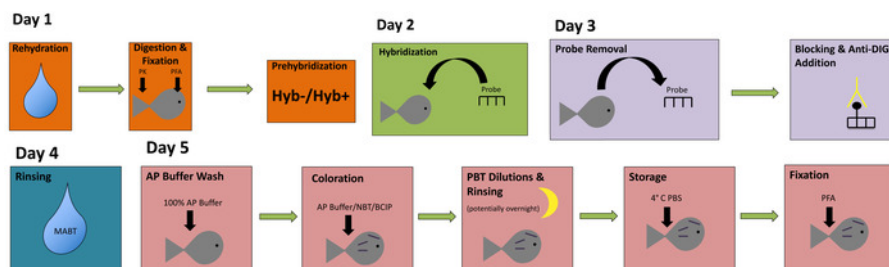 Day 1
Rehydration
Digestion &
Fixation
PK
PFA
Prehybridization
Hyb-/Hyb+
Day 2
Hybridization
Probe
Day 3
Probe Removal
Probe
Blocking & Anti-DIG
Addition
Day 4
Rinsing
MABT
Day 5
AP Buffer Wash
100% AP Buffer
Coloration
AP Buffer/NBT/BCIP
PBT Dilutions &
Rinsing
(potentially overnight)
Storage
4° C PBS
Fixation
PFA